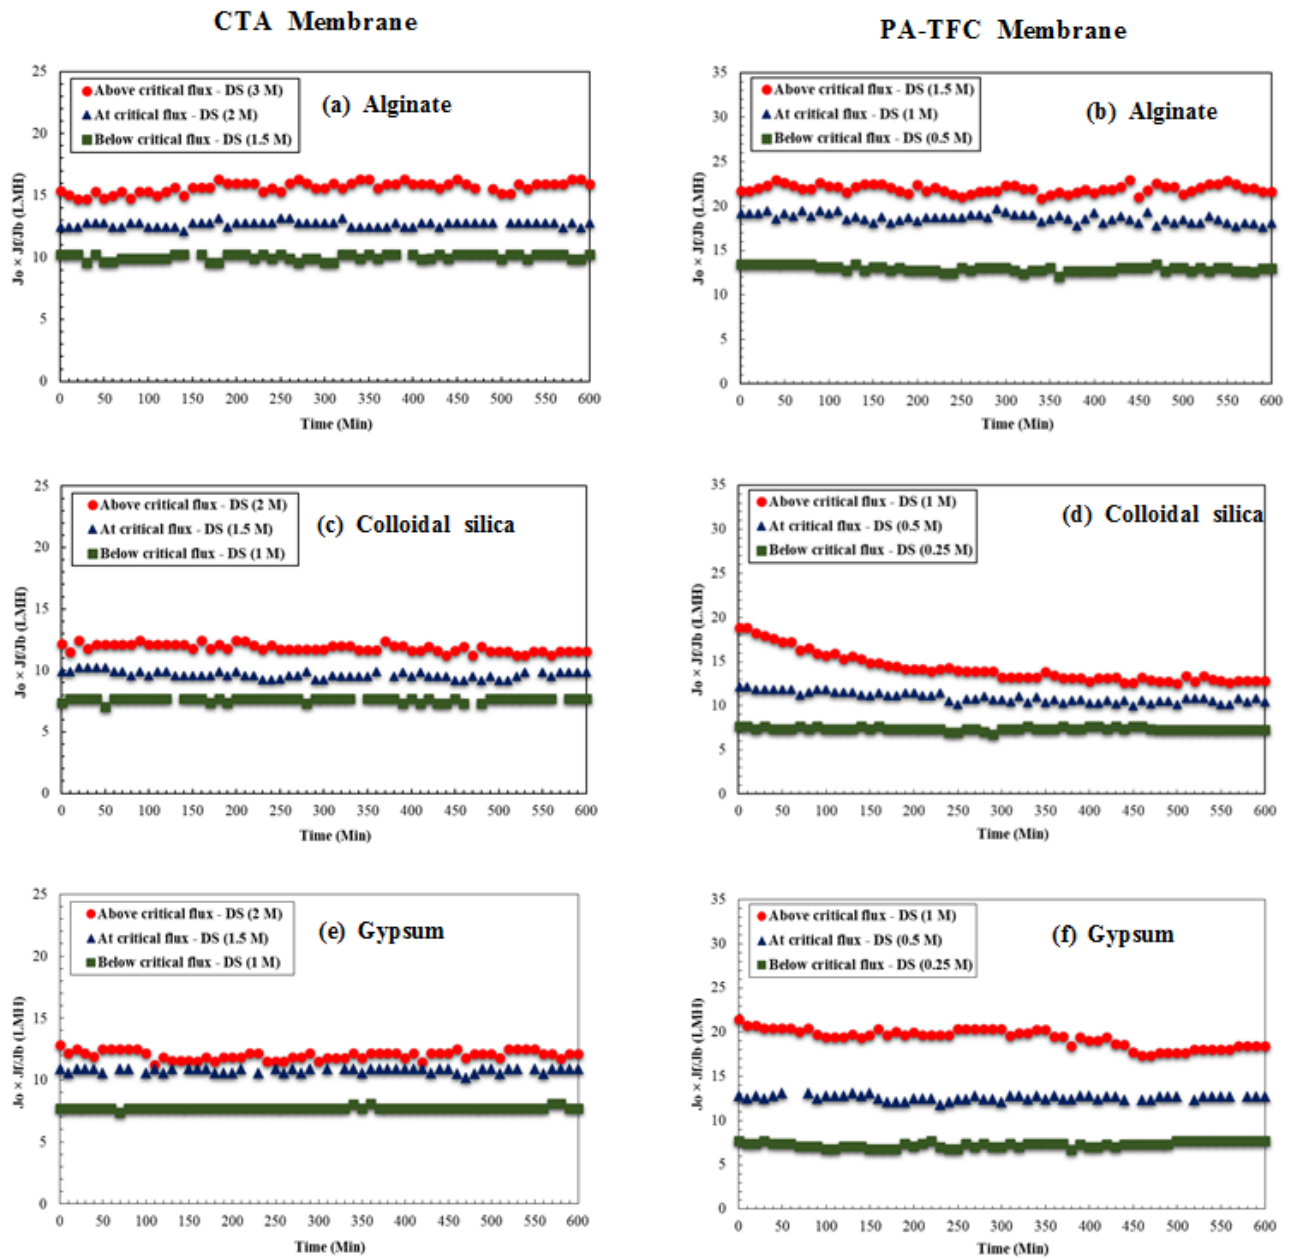 CTA Membrane
PA-TFC Membrane
25
20
15
10
5
0
Jo × Jf/Jb (LMH)
Above critical flux - DS (3 M)
At critical flux - DS (2 M)
Below critical flux - DS (1.5 M)
(a) Alginate
0 50 100 150 200 250 300 350 400 450 500 550 600
Time (Min)
35
30
25
20
15
10
5
0
Jo × Jf/Jb (LMH)
Above critical flux - DS (1.5 M)
At critical flux - DS (1 M)
Below critical flux - DS (0.5 M)
(b) Alginate
0 50 100 150 200 250 300 350 400 450 500 550 600
Time (Min)
25
20
15
10
5
0
Jo × Jf/Jb (LMH)
Above critical flux - DS (2 M)
At critical flux - DS (1.5 M)
Below critical flux - DS (1 M)
(c) Colloidal silica
0 50 100 150 200 250 300 350 400 450 500 550 600
Time (Min)
35
30
25
20
15
10
5
0
Jo × Jf/Jb (LMH)
Above critical flux - DS (1 M)
At critical flux - DS (0.5 M)
Below critical flux - DS (0.25 M)
(d) Colloidal silica
0 50 100 150 200 250 300 350 400 450 500 550 600
Time (Min)
25
20
15
10
5
0
Jo × Jf/Jb (LMH)
Above critical flux - DS (2 M)
At critical flux - DS (1.5 M)
Below critical flux - DS (1 M)
(e) Gypsum
0 50 100 150 200 250 300 350 400 450 500 550 600
Time (Min)
35
30
25
20
15
10
5
0
Jo × Jf/Jb (LMH)
Above critical flux - DS (1 M)
At critical flux - DS (0.5 M)
Below critical flux - DS (0.25 M)
(f) Gypsum
0 50 100 150 200 250 300 350 400 450 500 550 600
Time (Min)